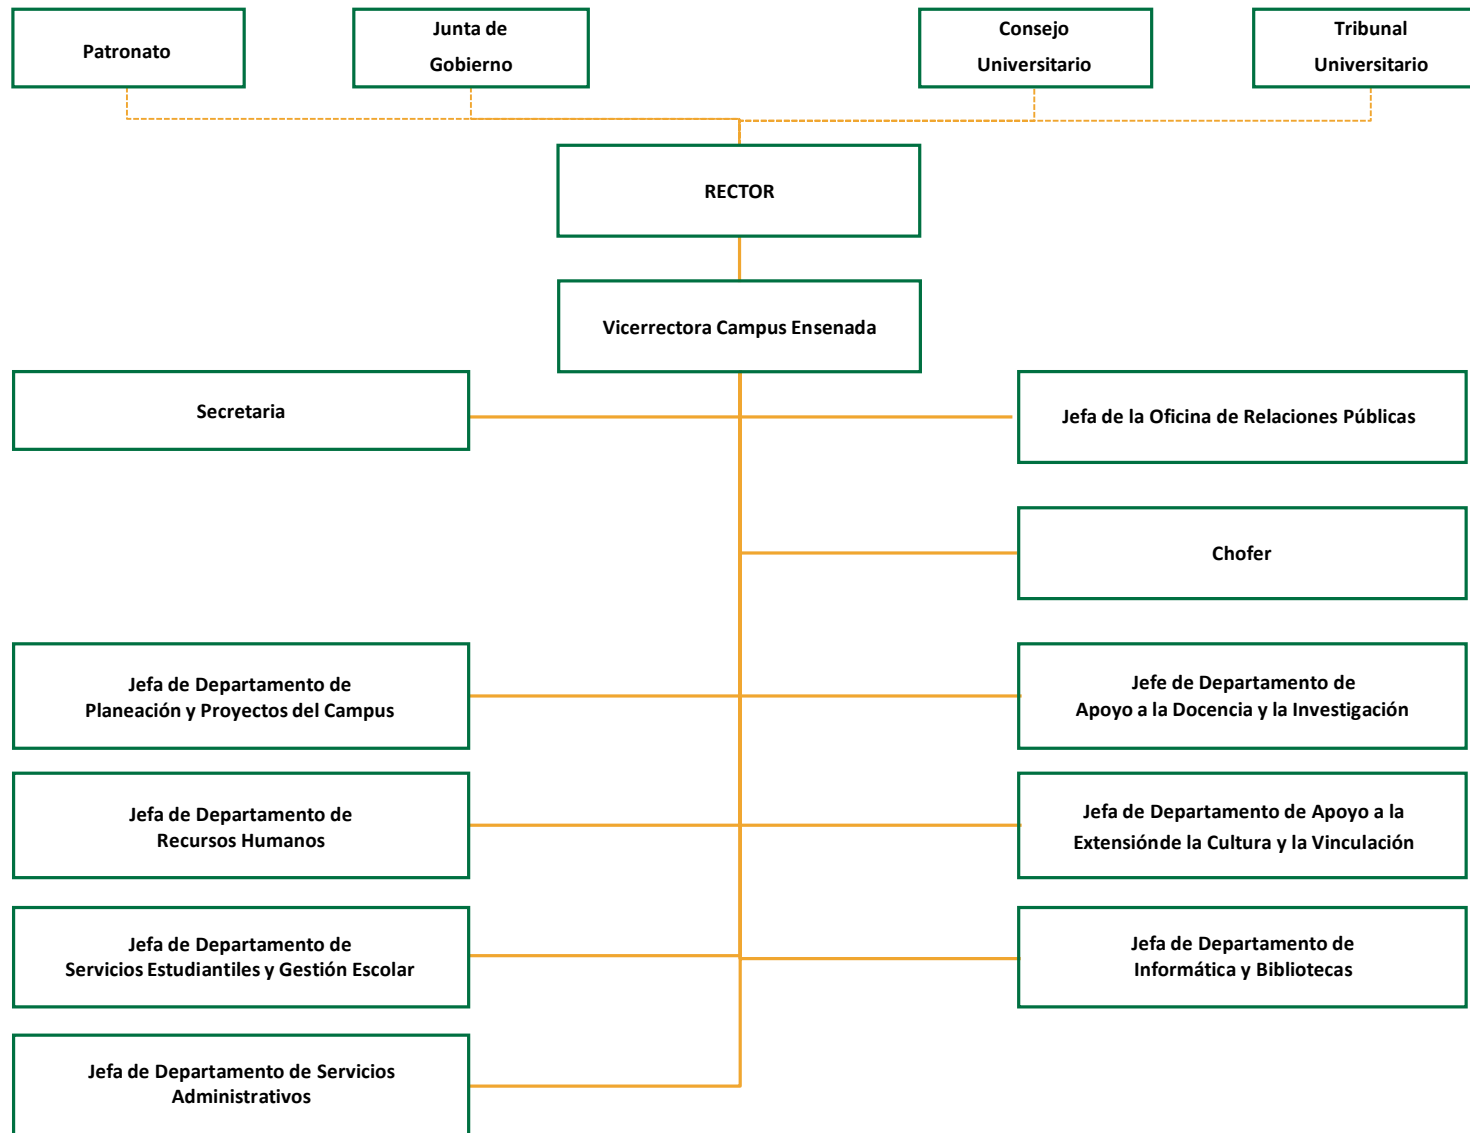 Patronato
Junta de
Gobierno
Consejo
Universitario
Tribunal
Universitario
RECTOR
Vicerrectora Campus Ensenada
Secretaria
Jefa de la Oficina de Relaciones Públicas
Chofer
Jefa de Departamento de
Planeación y Proyectos del Campus
Jefe de Departamento de
Apoyo a la Docencia y la Investigación
Jefa de Departamento de
Recursos Humanos
Jefa de Departamento de Apoyo a la
Extensiónde la Cultura y la Vinculación
Jefa de Departamento de
Servicios Estudiantiles y Gestión Escolar
Jefa de Departamento de
Informática y Bibliotecas
Jefa de Departamento de Servicios
Administrativos